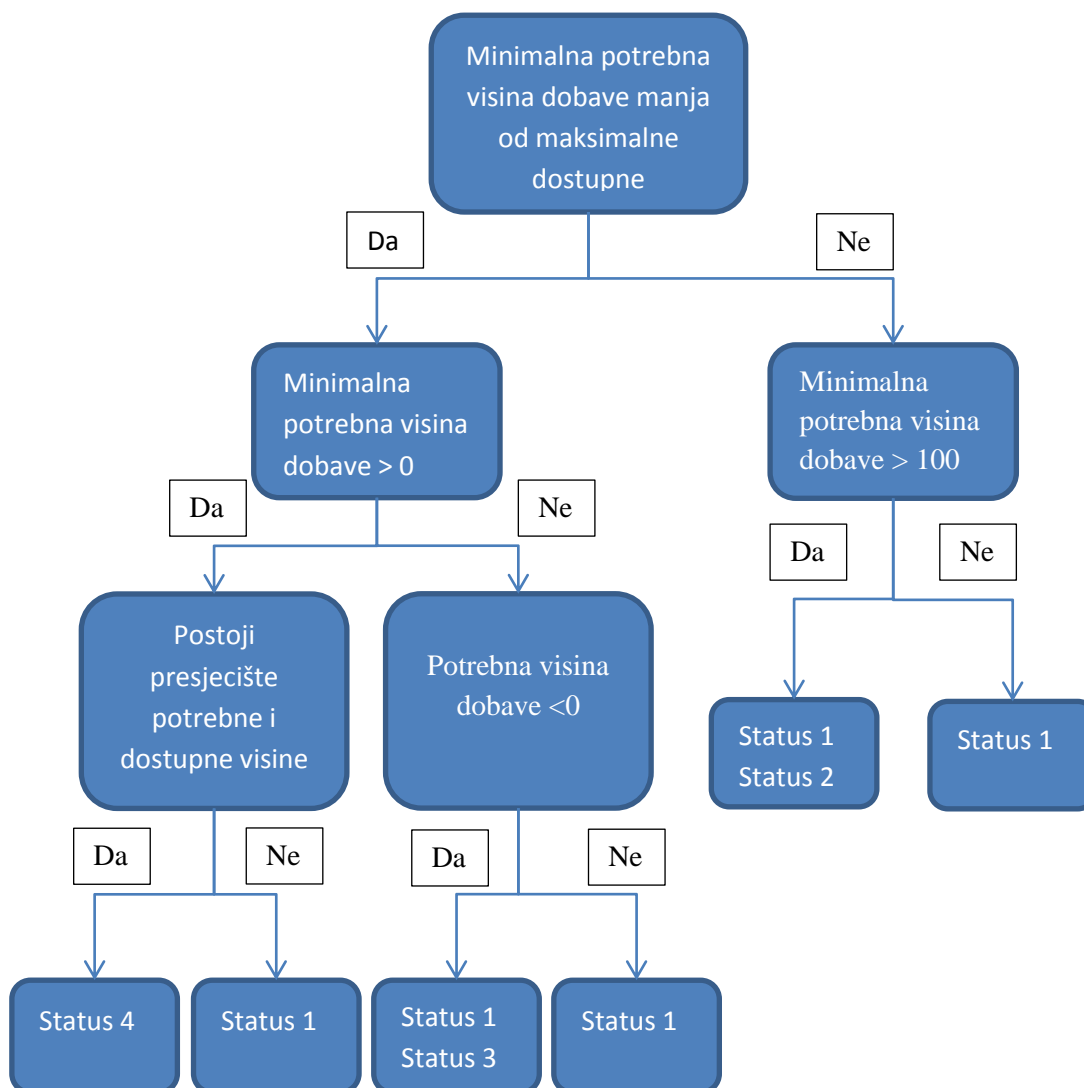 Minimalna potrebna
visina dobave manja
od maksimalne
dostupne
Da
Ne
Minimalna
potrebna visina
dobave > 0
Minimalna
potrebna visina
dobave > 100
Da
Ne
Da
Ne
Postoji
presjecište
potrebne i
dostupne visine
Potrebna visina
dobave <0
Status 1
Status 2
Status 1
Da
Ne
Da
Ne
Status 4
Status 1
Status 1
Status 3
Status 1